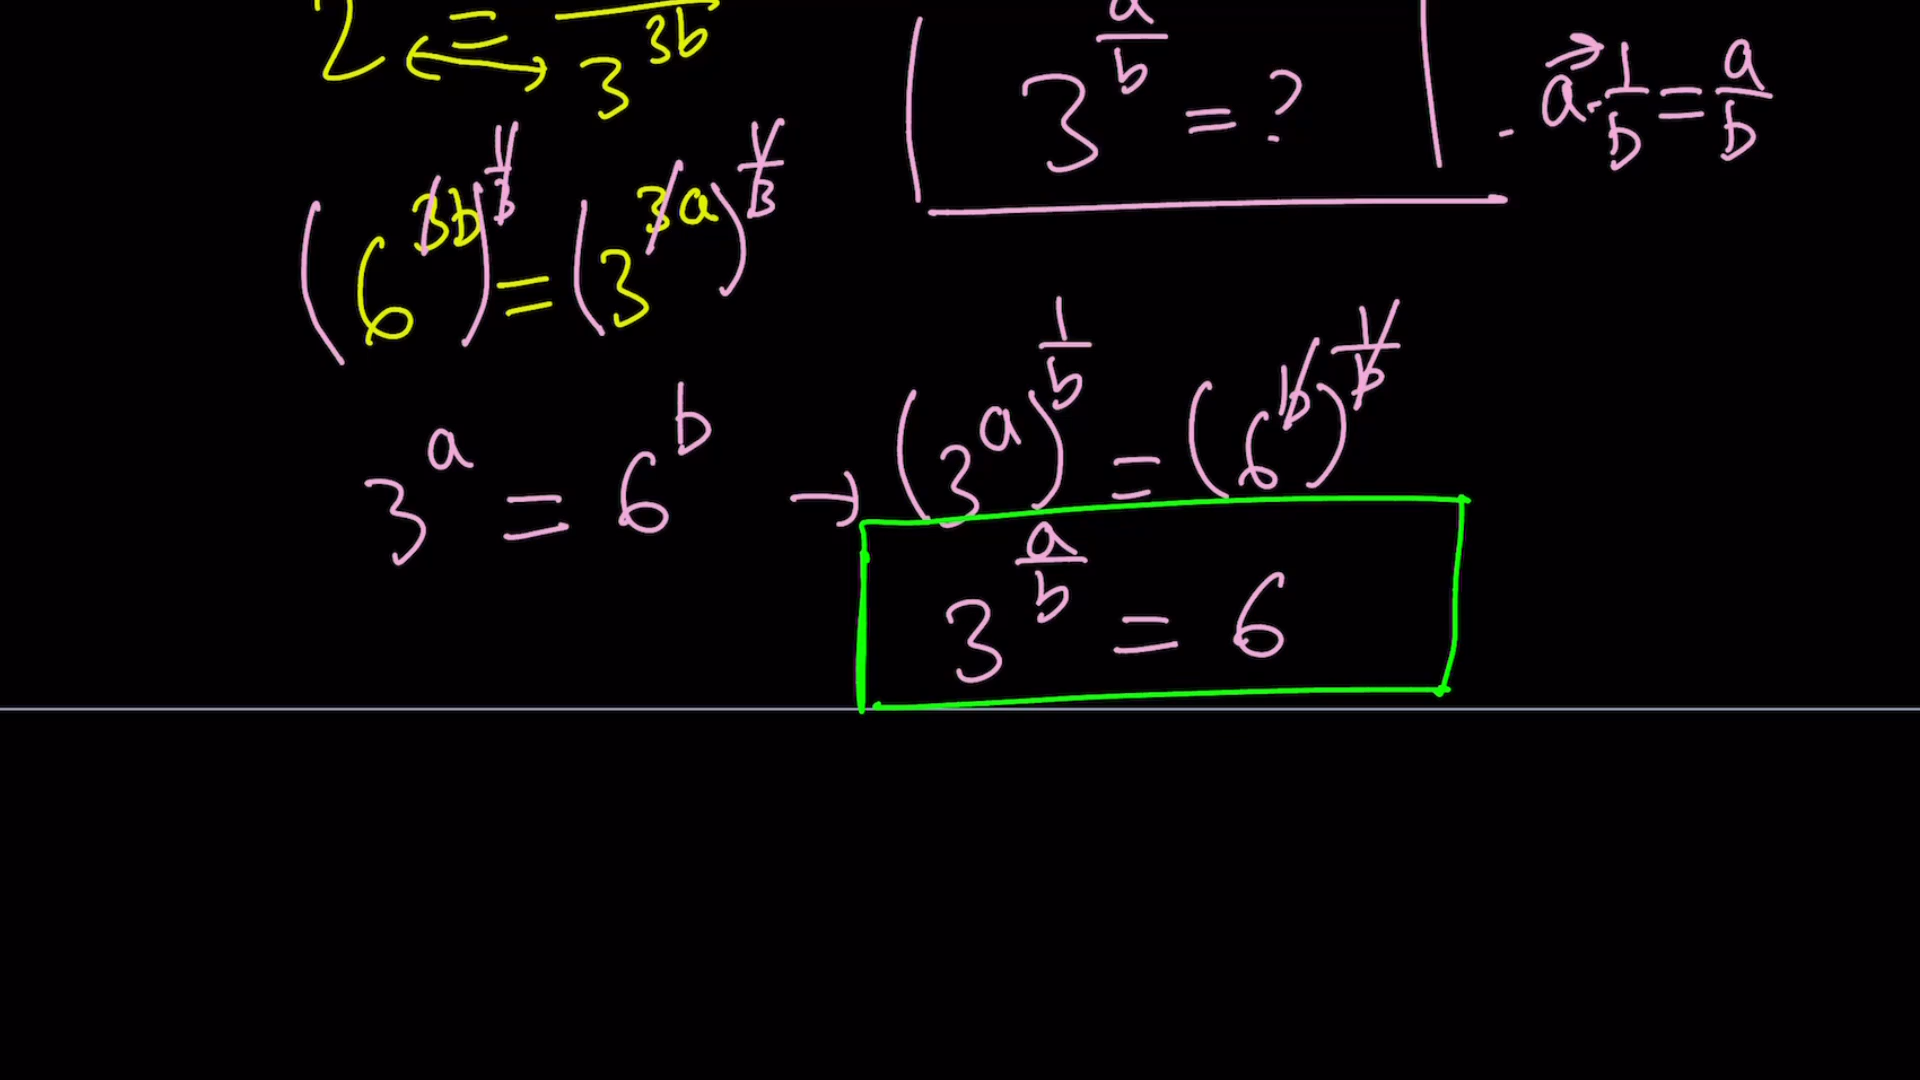 2 = 3^{3b}
3^{a/b} = ?
a · 1/b = a/b
(6^{3b})^{1/3} = (3^{3a})^{1/3}
3^a = 6^b → (3^a)^{1/b} = (6^b)^{1/b}
3^{a/b} = 6